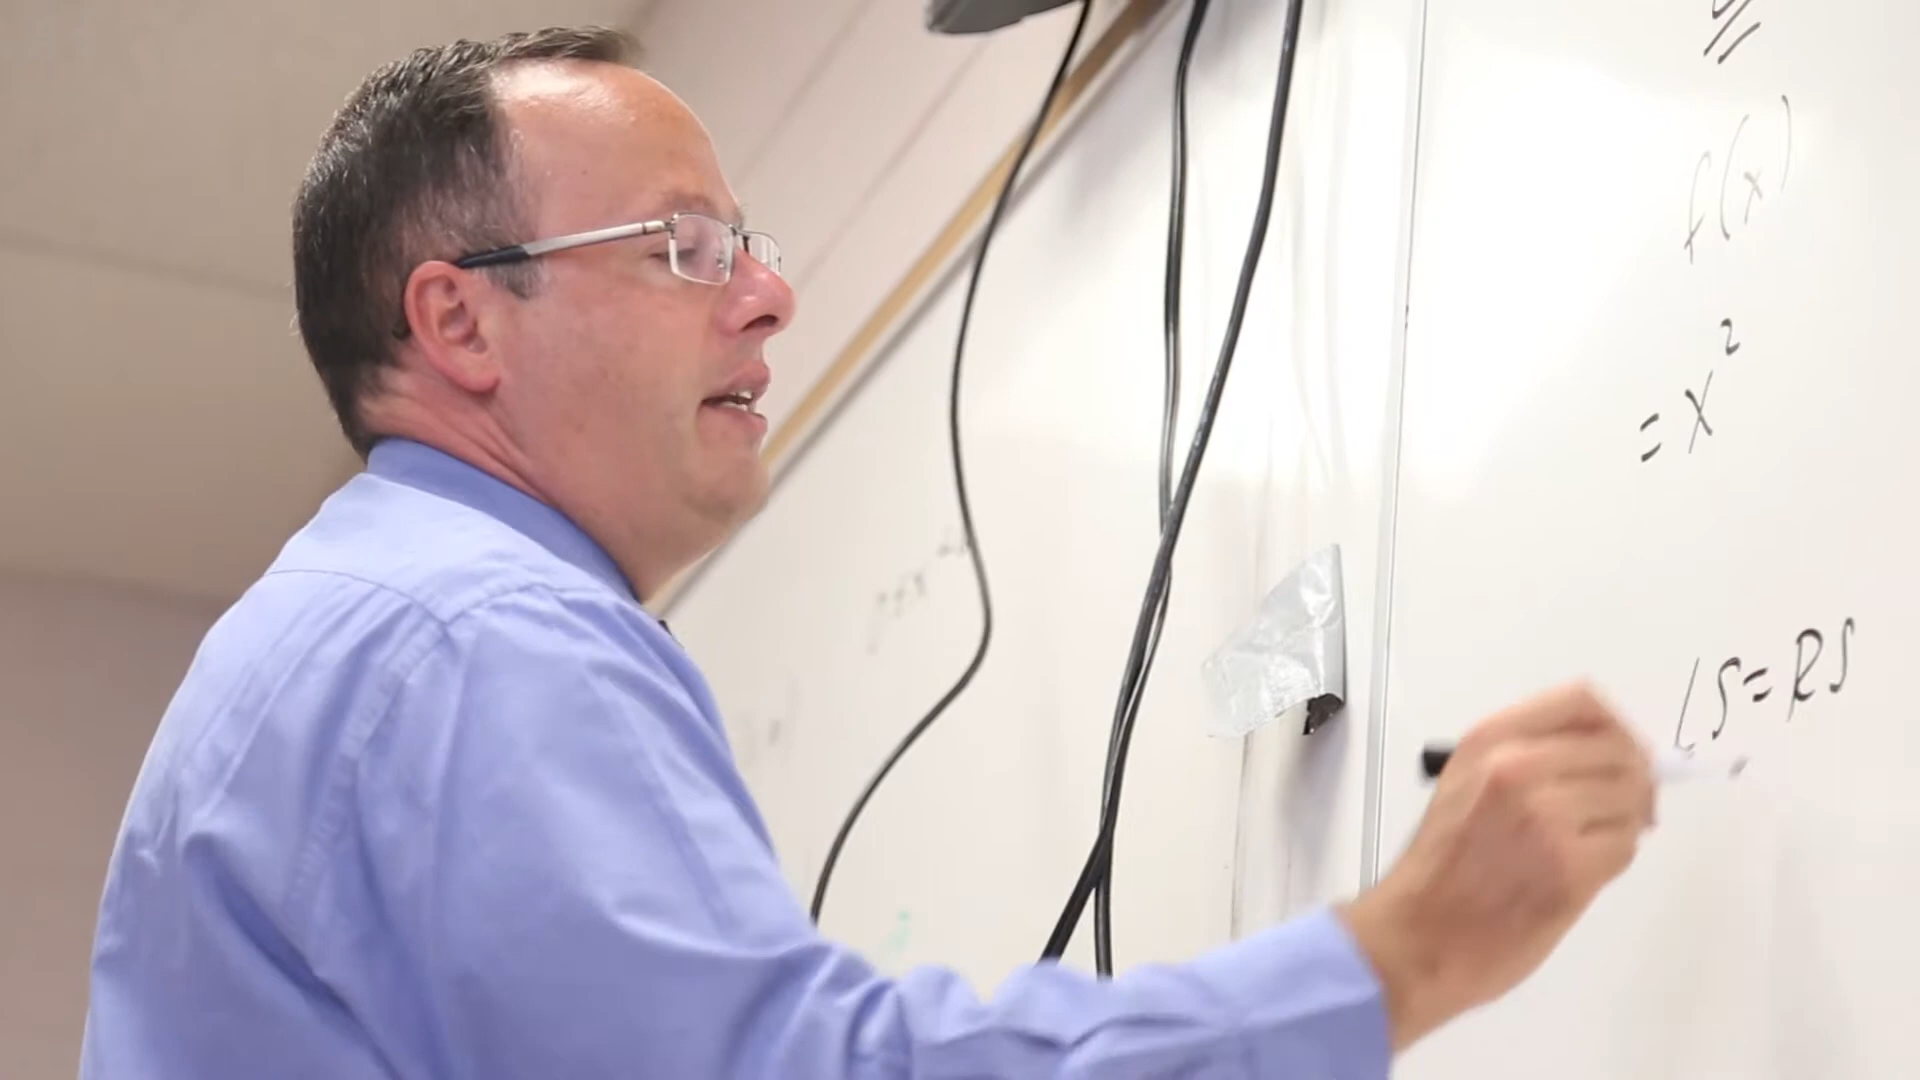 f(x)
= x²
LS = RS